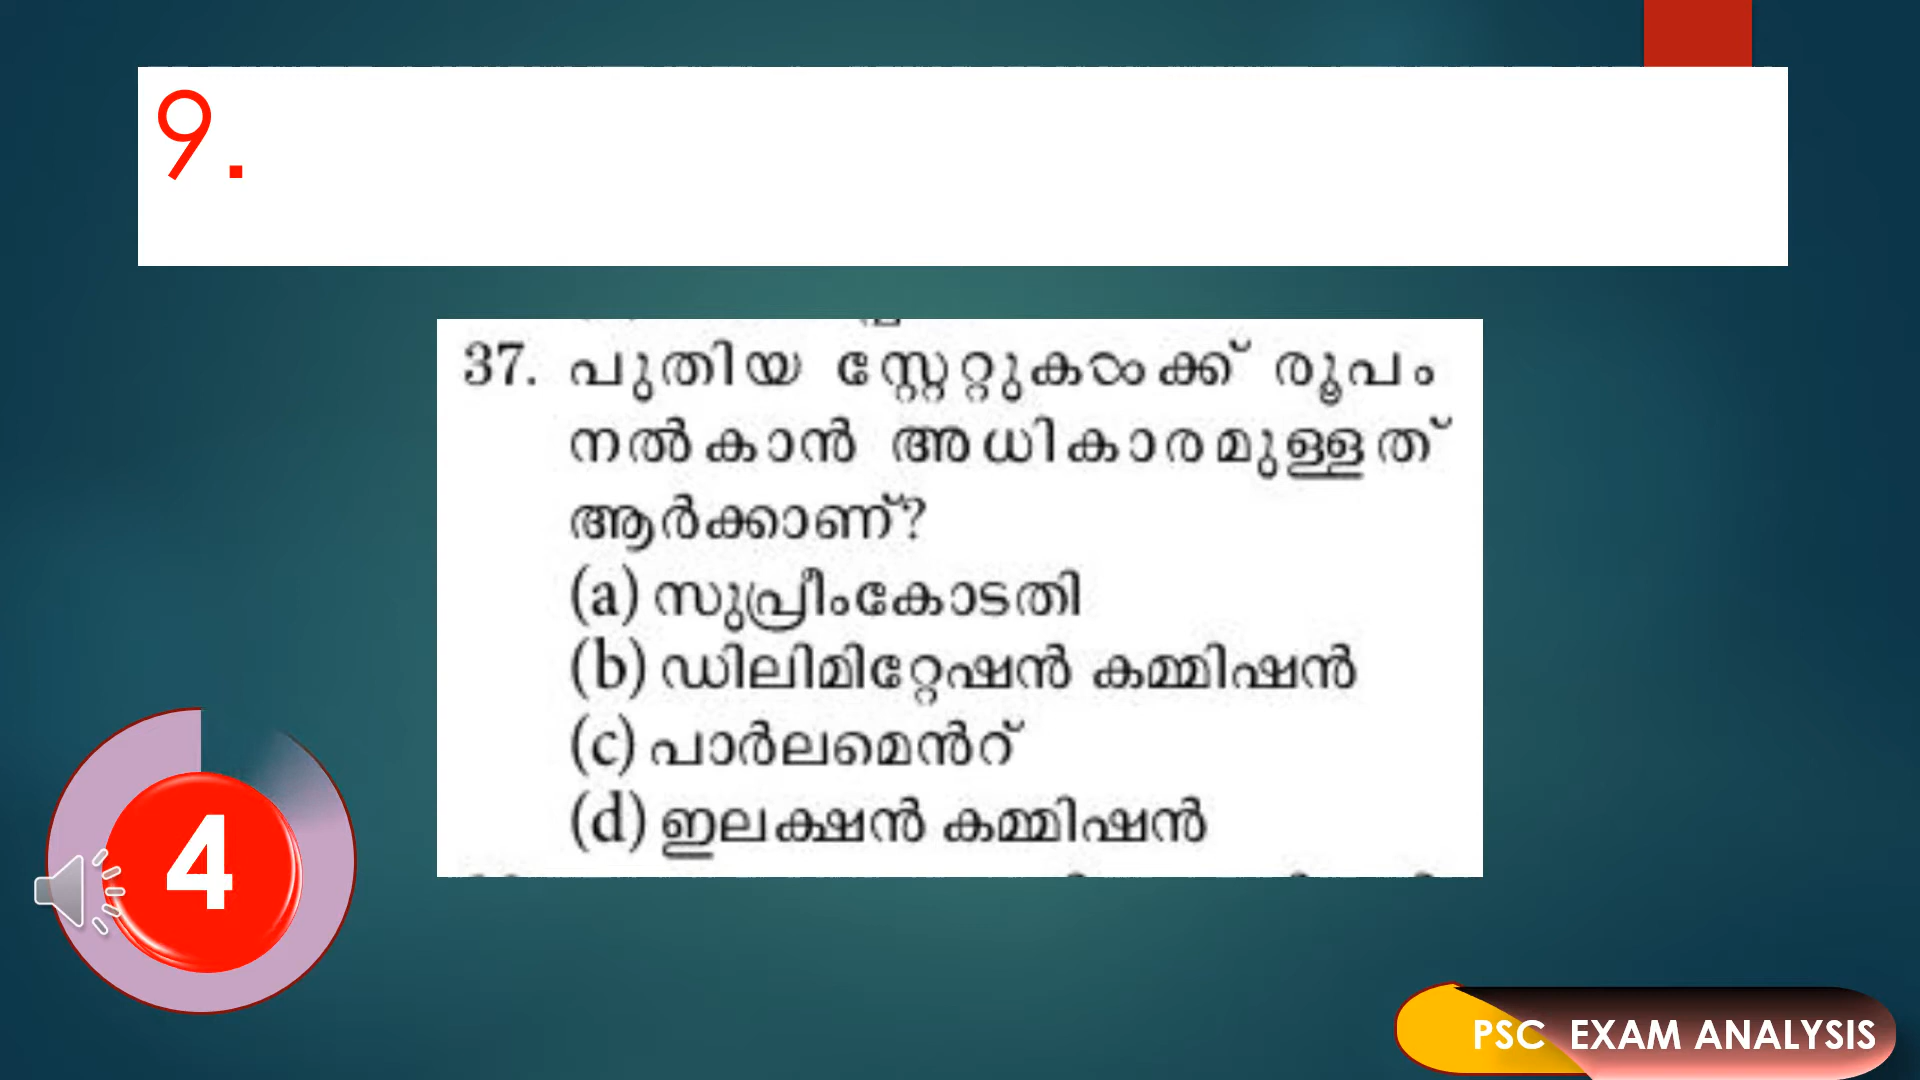 9.
37. പുതിയ സ്റ്റേറ്റുകൾക്ക് രൂപം
നൽകാൻ അധികാരമുള്ളത്
ആർക്കാണ്?
(a) സുപ്രീംകോടതി
(b) ഡിലിമിറ്റേഷൻ കമ്മിഷൻ
(c) പാർലമെൻറ്
(d) ഇലക്ഷൻ കമ്മിഷൻ
4
PSC EXAM ANALYSIS